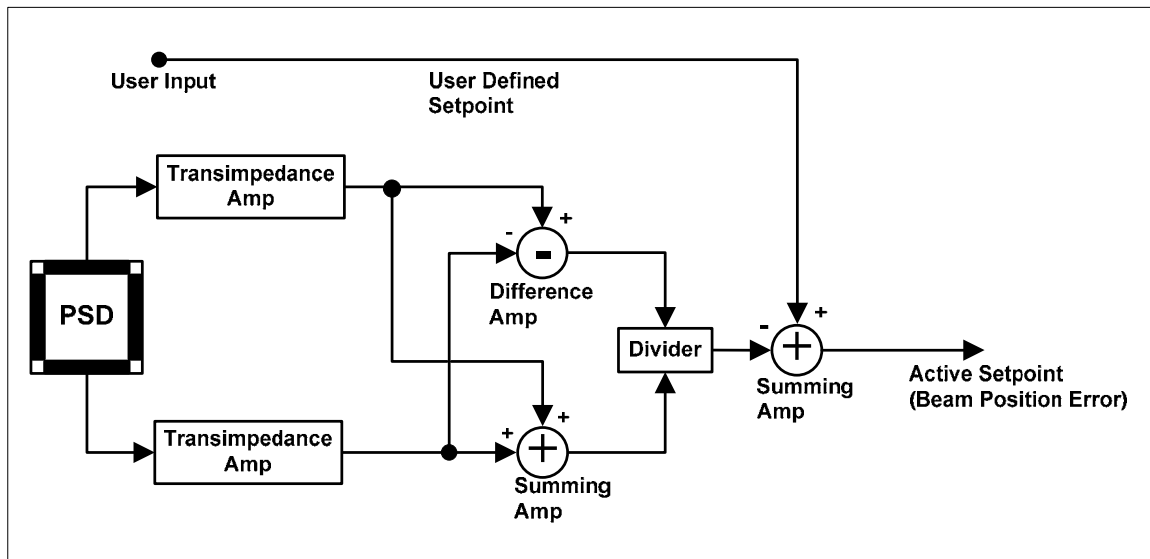 User Input
User Defined
Setpoint
Transimpedance
Amp
+
-
-
Difference
Amp
PSD
Divider
-
+
+
Summing
Amp
Active Setpoint
(Beam Position Error)
Transimpedance
Amp
+
+
+
Summing
Amp